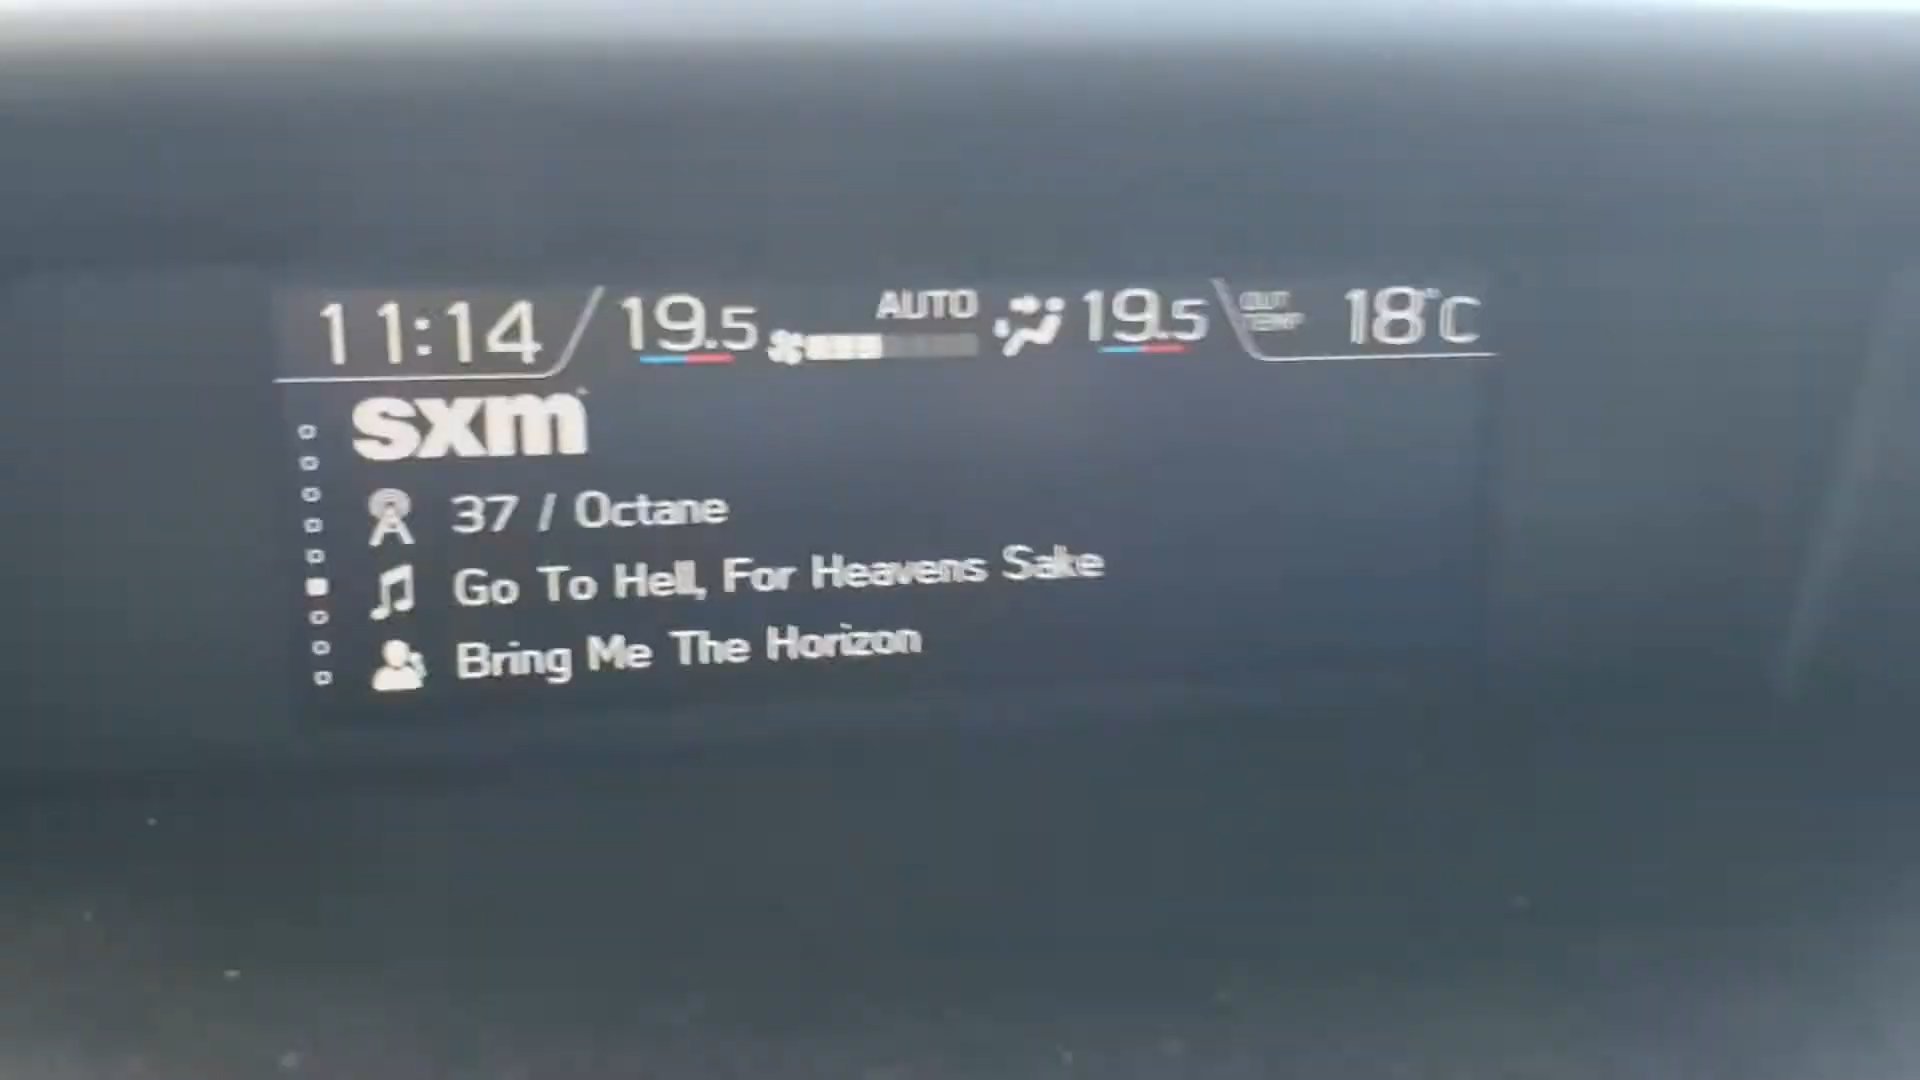 11:14 19.5 AUTO 19.5 OUT TEMP 18°C
sxm
37 / Octane
Go To Hell, For Heavens Sake
Bring Me The Horizon